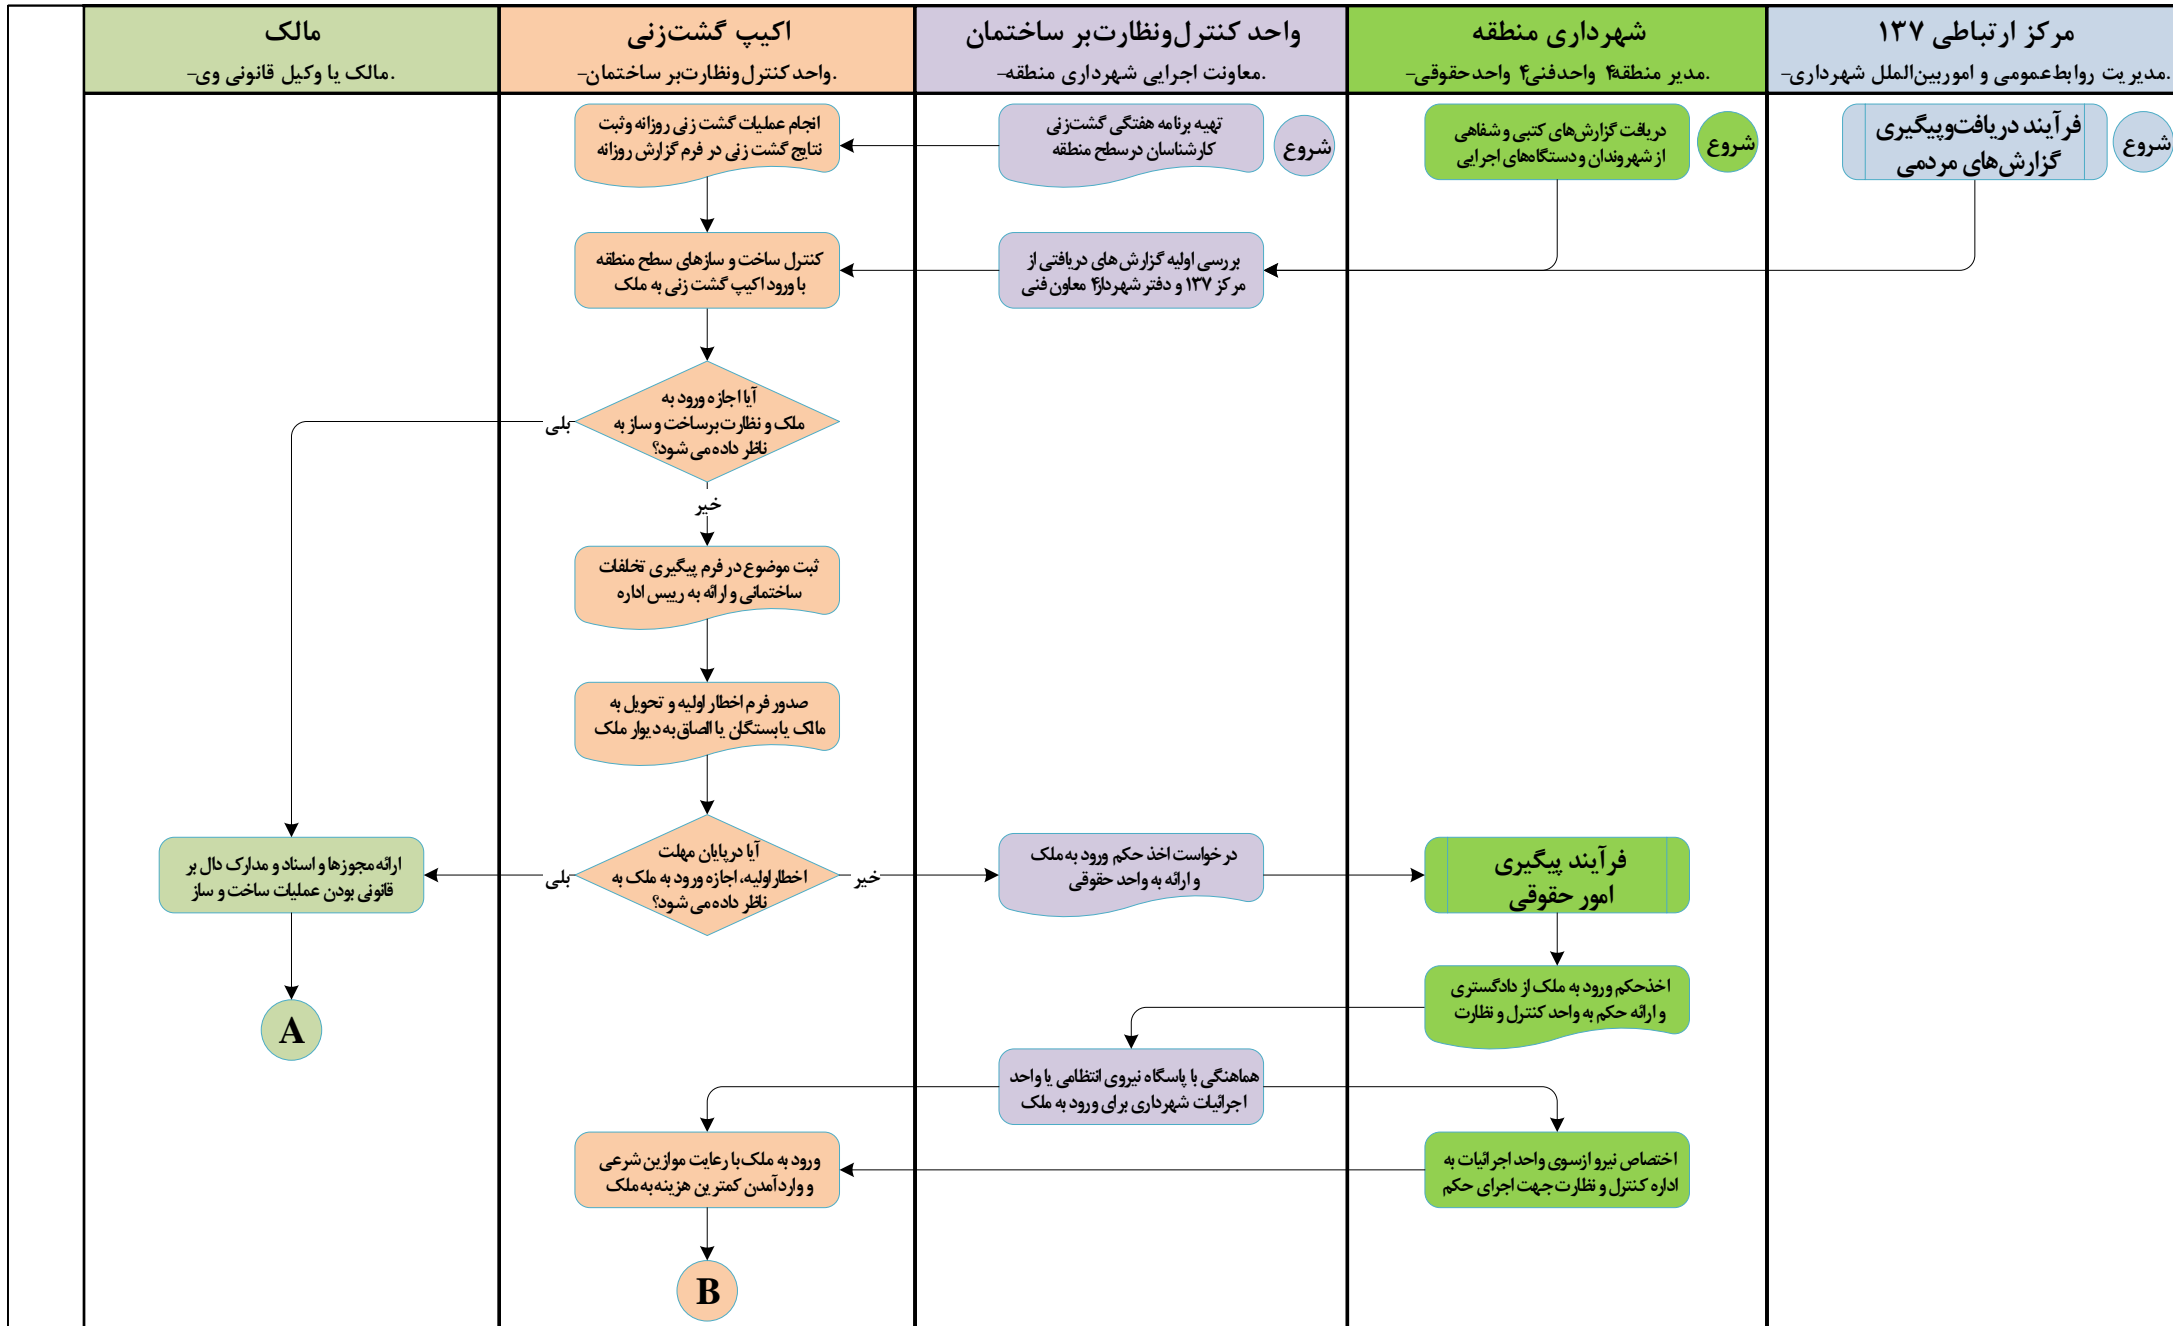 مرکز ارتباطی ۱۳۷
مدیریت روابط‌عمومی و اموربین‌الملل شهرداری-.
شهرداری منطقه
مدیر منطقه۴ واحدفنی۴ واحدحقوقی-.
واحد کنترل‌ونظارت‌بر ساختمان
معاونت اجرایی شهرداری منطقه-.
اکیپ گشت‌زنی
واحدکنترل‌ونظارت‌بر ساختمان-.
مالک
مالک یا وکیل قانونی وی-.
شروع
فرآیند دریافت‌وپیگیری
گزارش‌های مردمی
شروع
دریافت گزارش‌های کتبی و شفاهی
از شهروندان و دستگاه‌های اجرایی
شروع
تهیه برنامه هفتگی گشت‌زنی
کارشناسان درسطح منطقه
انجام عملیات گشت زنی روزانه وثبت
نتایج گشت زنی در فرم گزارش روزانه
بررسی اولیه گزارش‌های دریافتی از
مرکز ۱۳۷ و دفتر شهردار۴ معاون فنی
کنترل ساخت و سازهای سطح منطقه
با ورود اکیپ گشت زنی به ملک
آیا اجازه ورود به
ملک و نظارت‌برساخت و ساز به
ناظر داده می شود؟
بلی
خیر
ثبت موضوع در فرم پیگیری تخلفات
ساختمانی و ارائه به رییس اداره
صدور فرم اخطار اولیه و تحویل به
مالک یابستگان یا الصاق به دیوار ملک
آیا درپایان مهلت
اخطاراولیه، اجازه ورود به ملک به
ناظر داده می شود؟
بلی
خیر
درخواست اخذ حکم ورود به ملک
و ارائه به واحد حقوقی
فرآیند پیگیری
امور حقوقی
ارائه مجوزها و اسناد و مدارک دال بر
قانونی بودن عملیات ساخت و ساز
A
اخذحکم ورود به ملک از دادگستری
و ارائه حکم به واحد کنترل و نظارت
هماهنگی با پاسگاه نیروی انتظامی یا واحد
اجرائیات شهرداری برای ورود به ملک
اختصاص نیرو ازسوی واحد اجرائیات به
اداره کنترل و نظارت جهت اجرای حکم
ورود به ملک‌با رعایت موازین شرعی
و واردآمدن کمترین هزینه‌به‌ملک
B